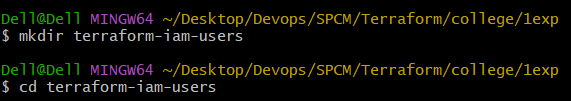 Dell@Dell MINGW64 ~/Desktop/Devops/SPCM/Terraform/college/1exp
$ mkdir terraform-iam-users
Dell@Dell MINGW64 ~/Desktop/Devops/SPCM/Terraform/college/1exp
$ cd terraform-iam-users